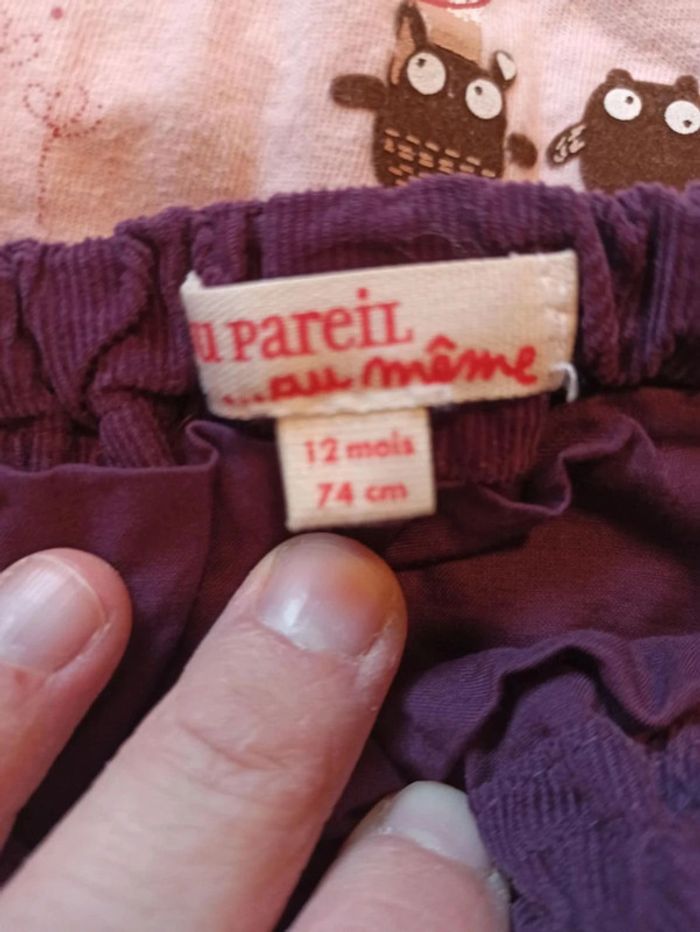 u Pareil
...au même
12 mois
74 cm